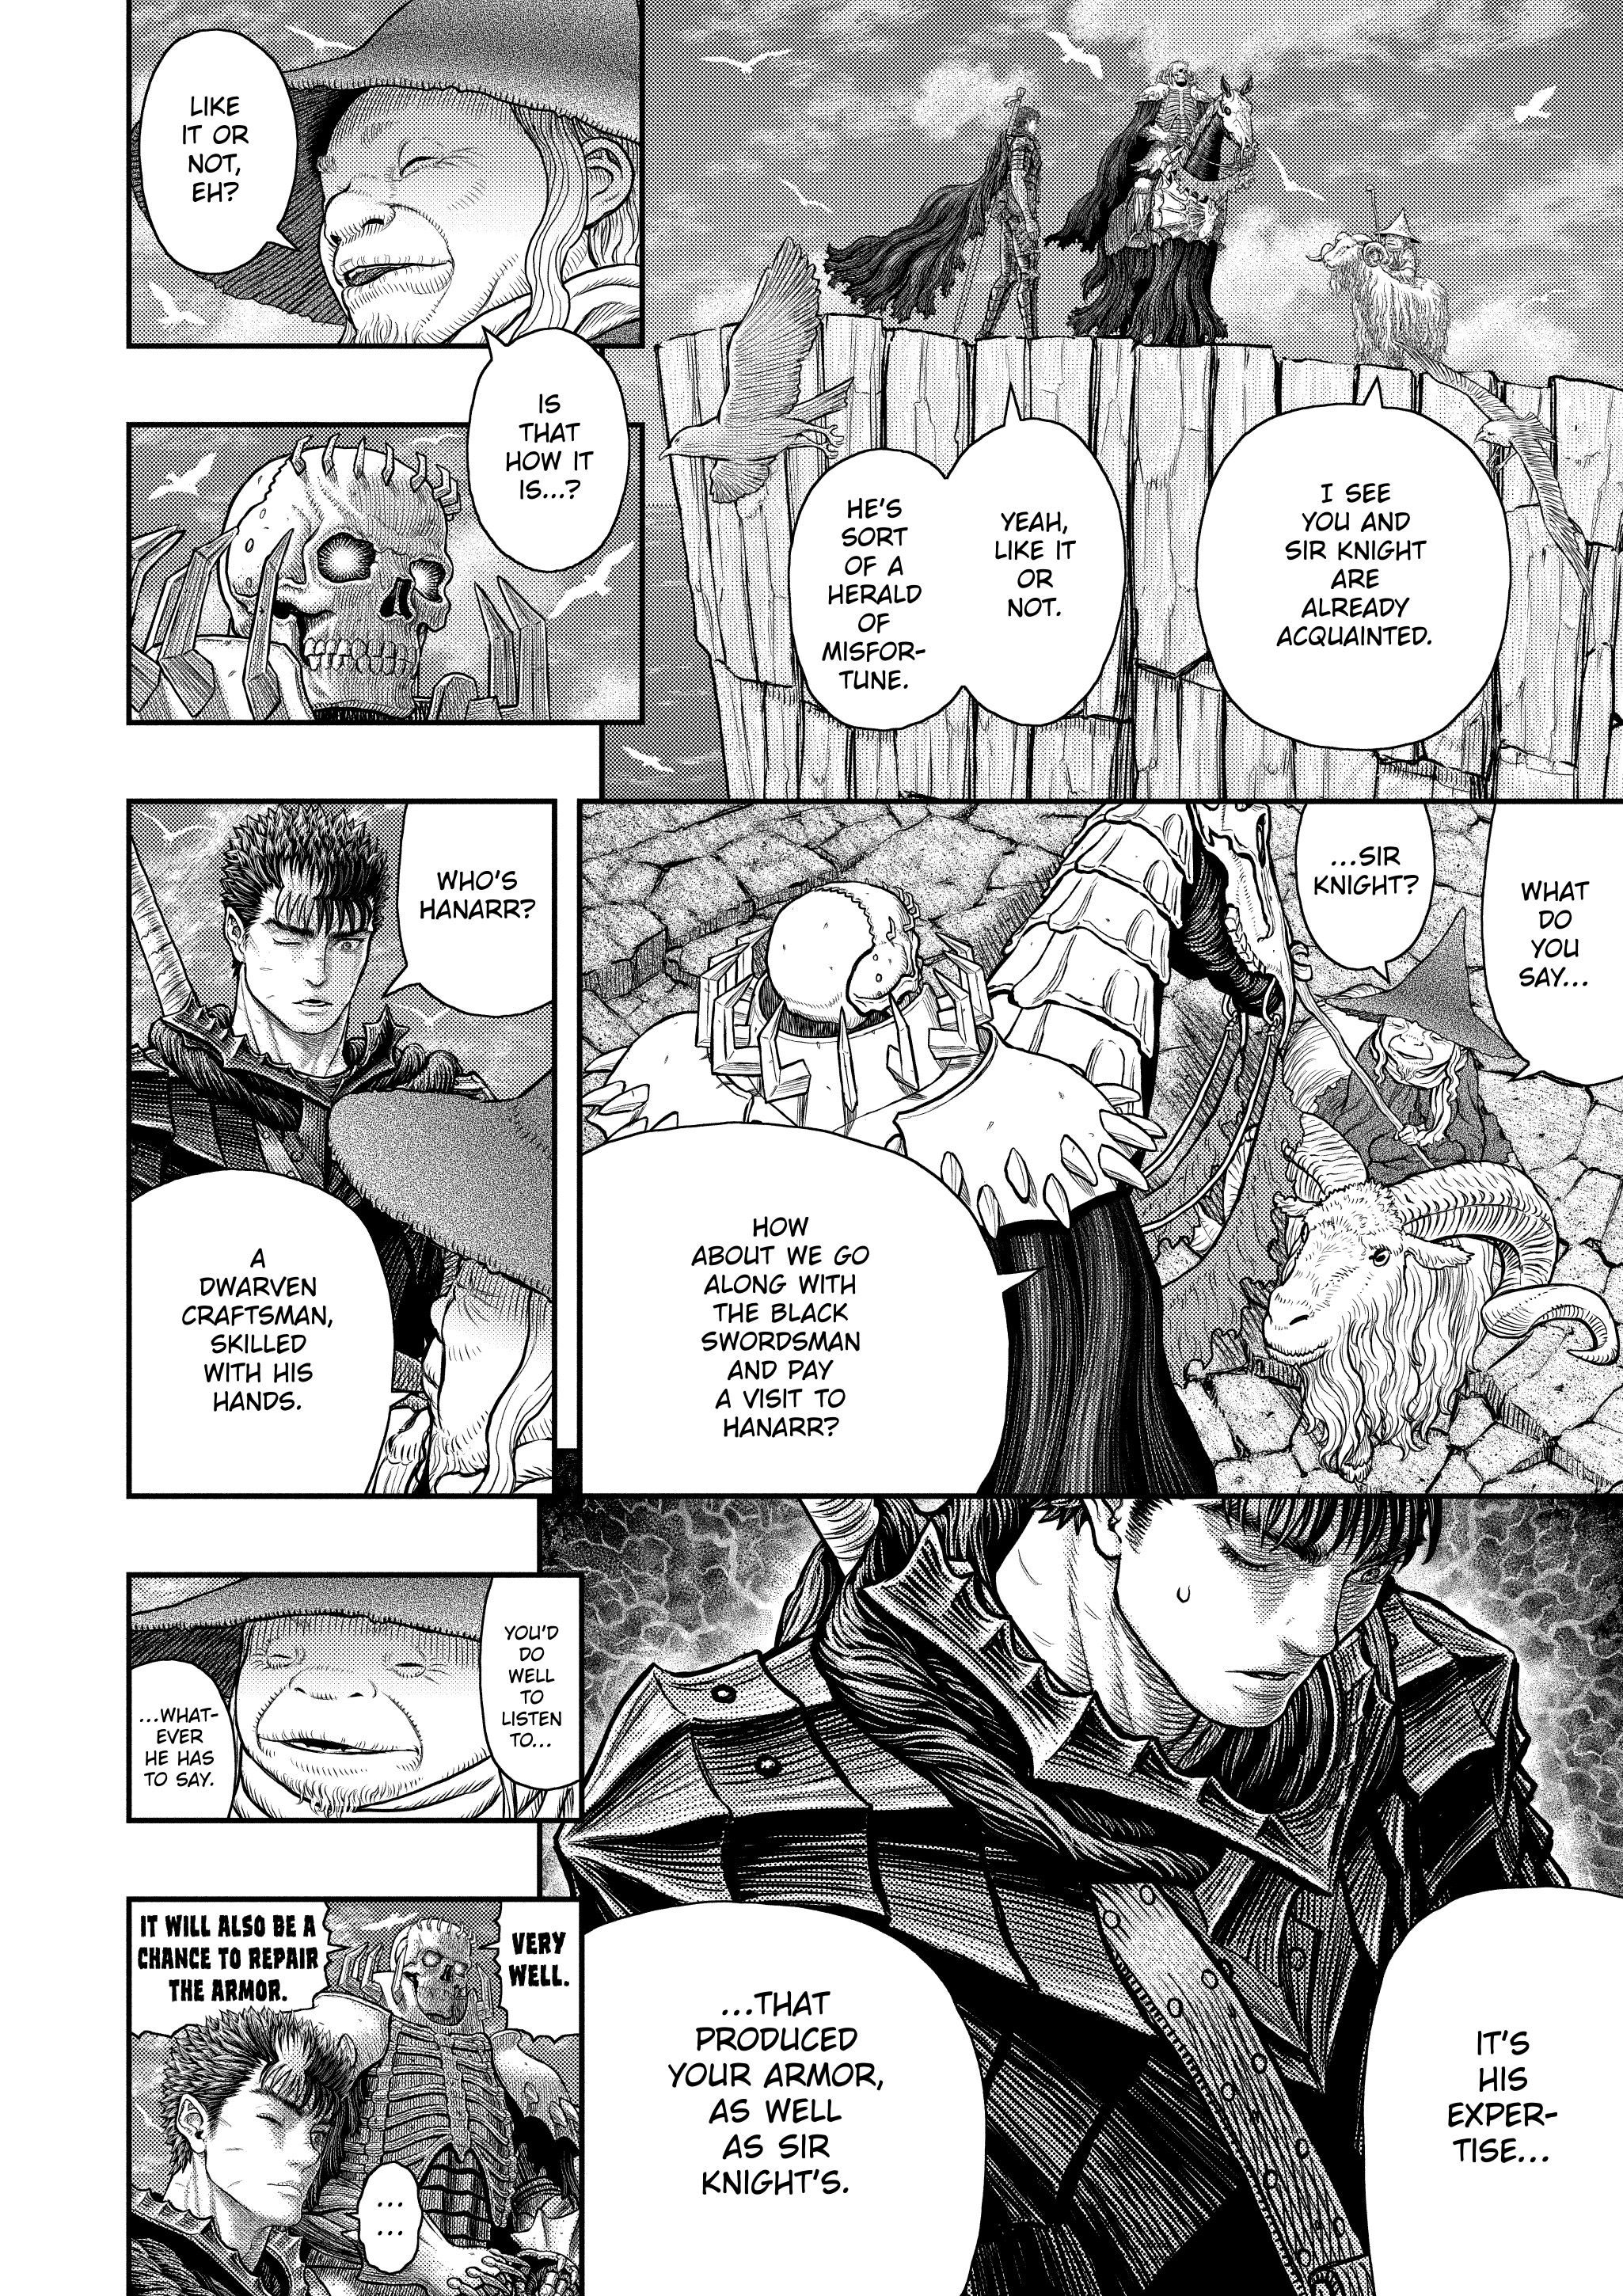 I SEE
YOU AND
SIR KNIGHT
ARE
ALREADY
ACQUAINTED.
YEAH,
LIKE IT
OR
NOT.
HE'S
SORT
OF A
HERALD
OF
MISFOR-
TUNE.
LIKE
IT OR
NOT,
EH?
IS
THAT
HOW IT
IS...?
WHAT
DO
YOU
SAY...
...SIR
KNIGHT?
HOW
ABOUT WE GO
ALONG WITH
THE BLACK
SWORDSMAN
AND PAY
A VISIT TO
HANARR?
WHO'S
HANARR?
A
DWARVEN
CRAFTSMAN,
SKILLED
WITH HIS
HANDS.
IT'S
HIS
EXPER-
TISE...
...THAT
PRODUCED
YOUR ARMOR,
AS WELL
AS SIR
KNIGHT'S.
YOU'D
DO
WELL
TO
LISTEN
TO...
...WHAT-
EVER
HE HAS
TO SAY.
VERY
WELL.
IT WILL ALSO BE A
CHANCE TO REPAIR
THE ARMOR.
...
...